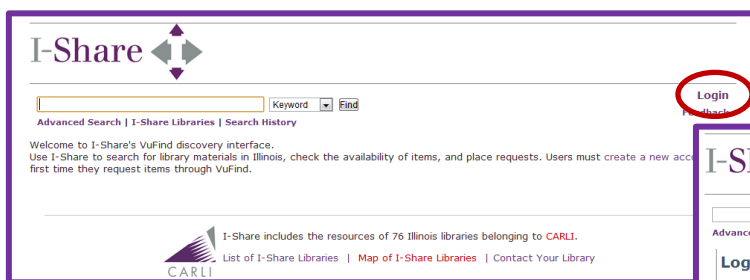 I-Share
Keyword Find
Login
Advanced Search | I-Share Libraries | Search History
Welcome to I-Share's VuFind discovery interface.
Use I-Share to search for library materials in Illinois, check the availability of items, and place requests. Users must create a new
first time they request items through VuFind.
I-Share includes the resources of 76 Illinois libraries belonging to CARLI.
List of I-Share Libraries | Map of I-Share Libraries | Contact Your Library
CARLI